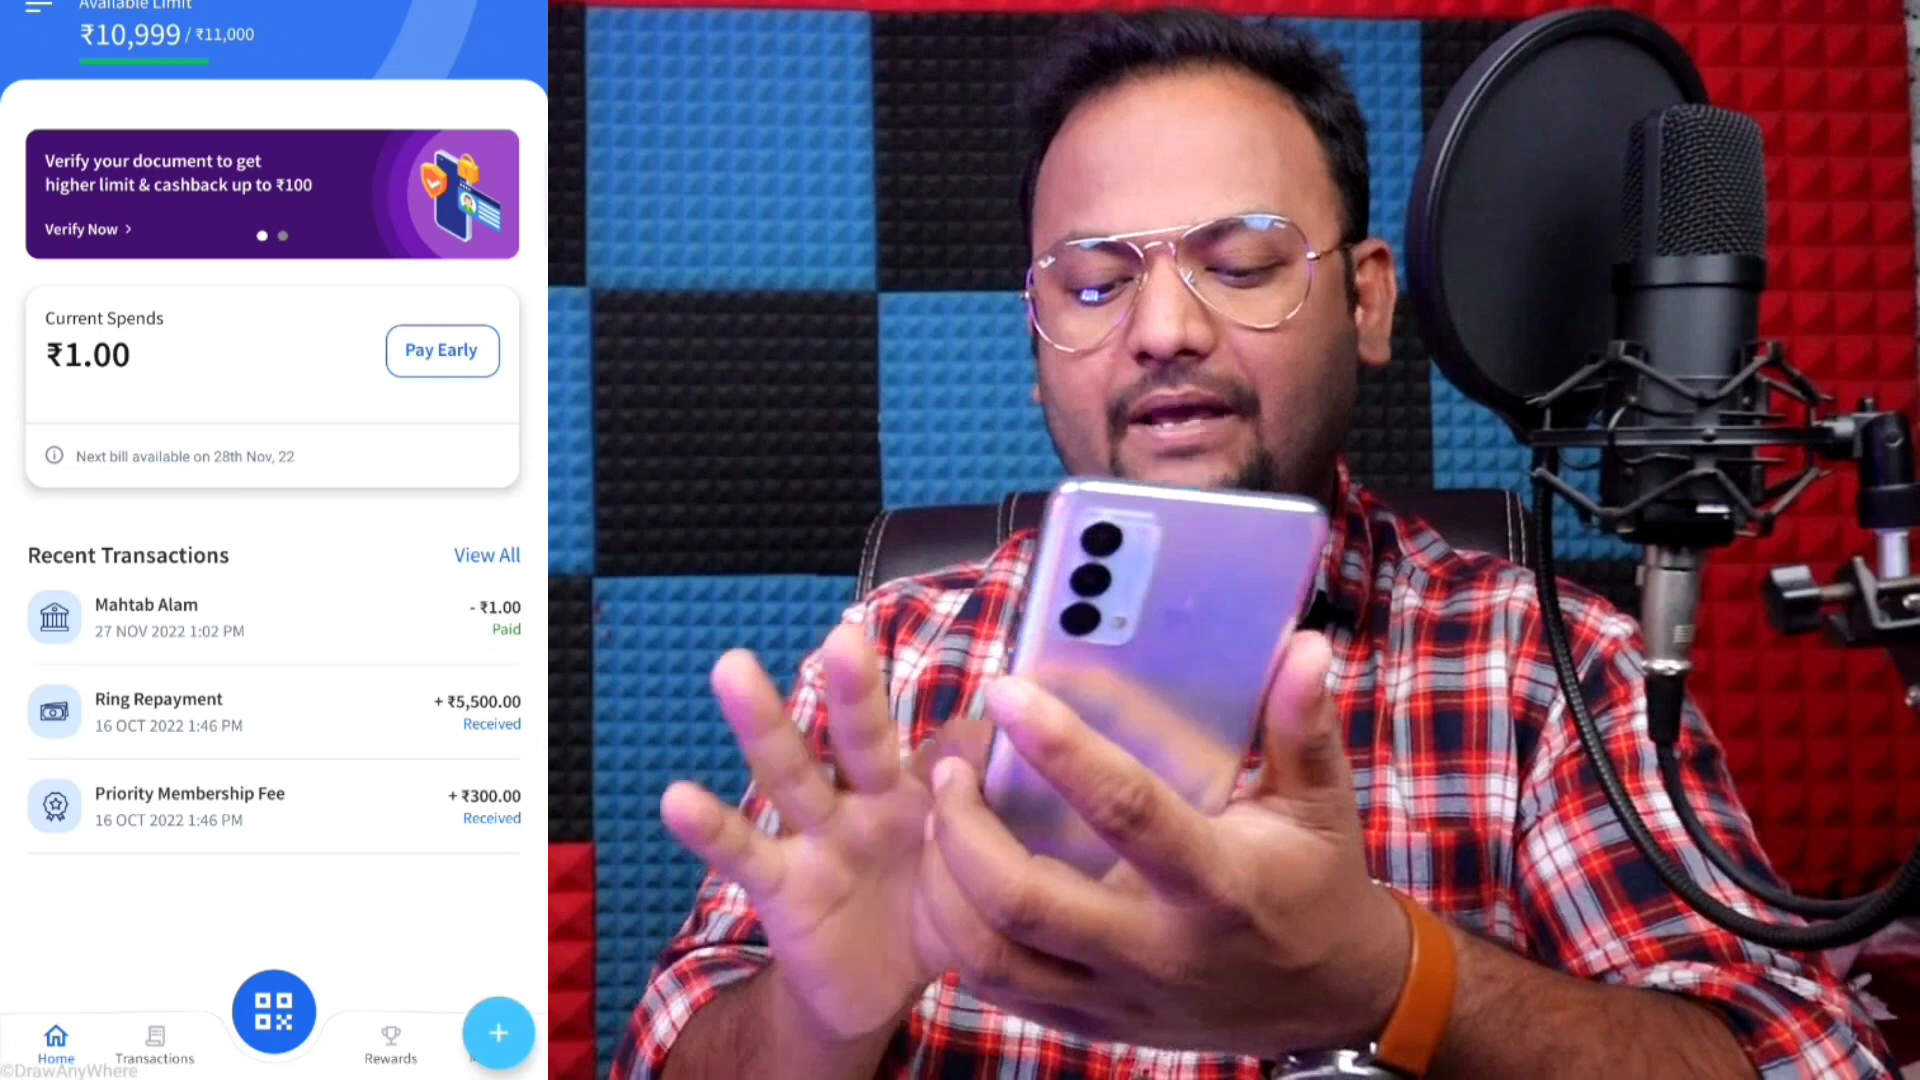 Available Limit
₹10,999 / ₹11,000
Verify your document to get
higher limit & cashback up to ₹100
Verify Now >
Current Spends
₹1.00
Pay Early
Next bill available on 28th Nov, 22
Recent Transactions
View All
Mahtab Alam
- ₹1.00
27 NOV 2022 1:02 PM
Paid
Ring Repayment
+ ₹5,500.00
16 OCT 2022 1:46 PM
Received
Priority Membership Fee
+ ₹300.00
16 OCT 2022 1:46 PM
Received
+
Home
Transactions
Rewards
©DrawAnyWhere